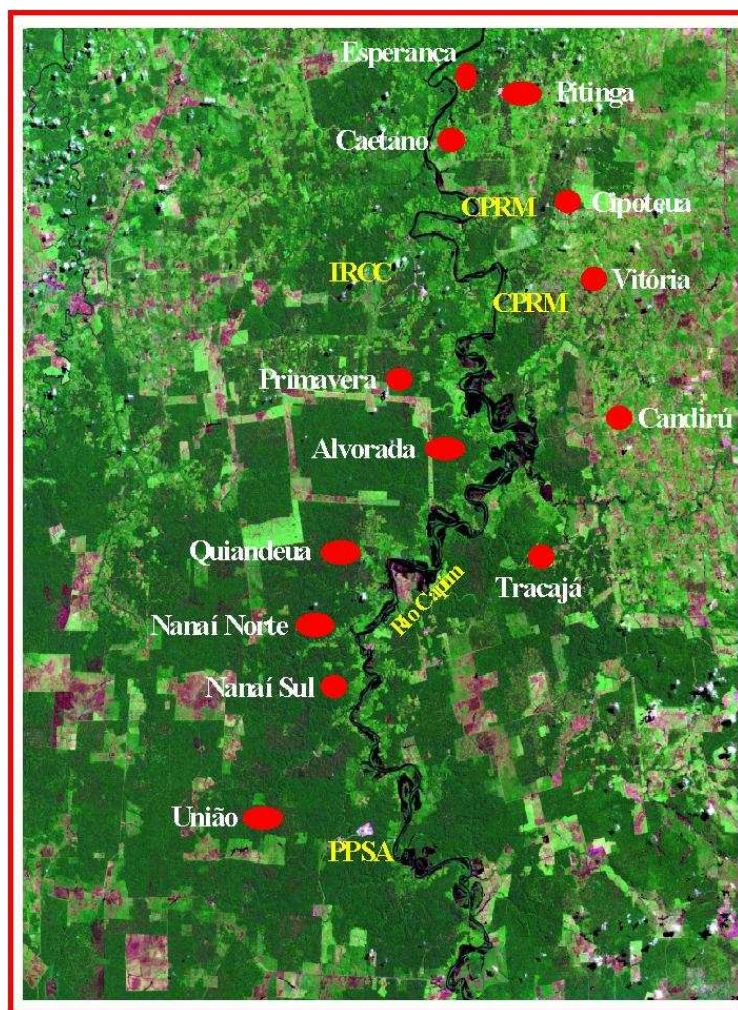 Esperança
Pitinga
Caetano
CPRM
Cipoteua
IRCC
CPRM
Vitória
Primavera
Candirú
Alvorada
Quiandeua
Tracajá
Rio Capim
Nanaí Norte
Nanaí Sul
União
PPSA